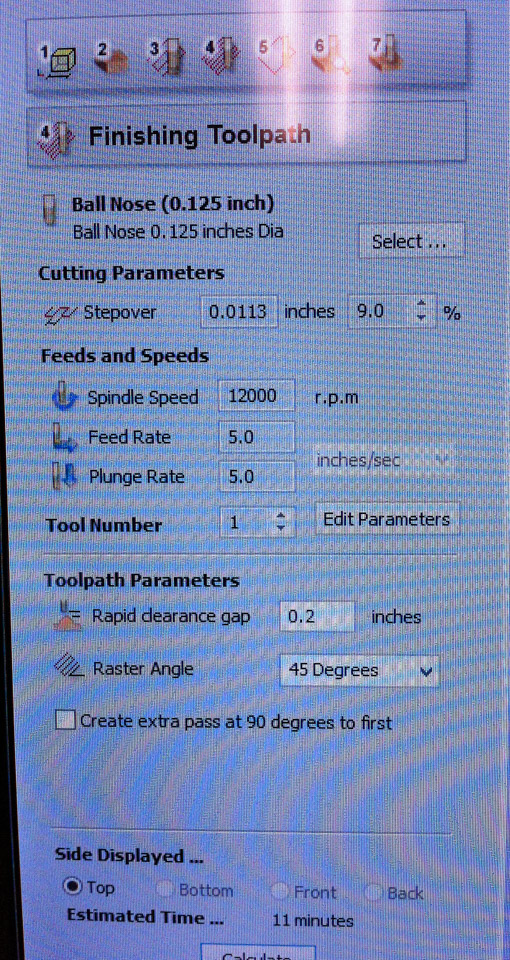 1 2 3 4 5 6 7
4 Finishing Toolpath
Ball Nose (0.125 inch)
Ball Nose 0.125 inches Dia
Select ...
Cutting Parameters
Stepover 0.0113 inches 9.0 %
Feeds and Speeds
Spindle Speed 12000 r.p.m
Feed Rate 5.0
inches/sec
Plunge Rate 5.0
Tool Number 1 Edit Parameters
Toolpath Parameters
Rapid clearance gap 0.2 inches
Raster Angle 45 Degrees
Create extra pass at 90 degrees to first
Side Displayed ...
Top Bottom Front Back
Estimated Time ... 11 minutes
Calculate